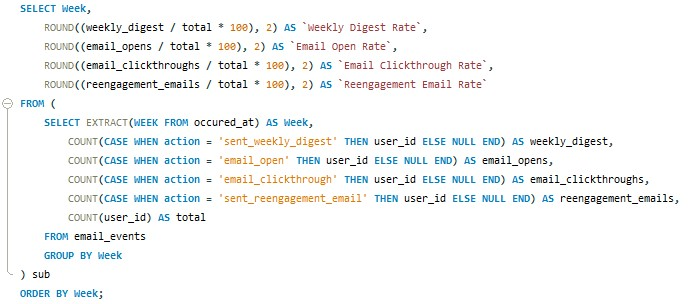 SELECT Week,
ROUND((weekly_digest / total * 100), 2) AS `Weekly Digest Rate`,
ROUND((email_opens / total * 100), 2) AS `Email Open Rate`,
ROUND((email_clickthroughs / total * 100), 2) AS `Email Clickthrough Rate`,
ROUND((reengagement_emails / total * 100), 2) AS `Reengagement Email Rate`
FROM (
SELECT EXTRACT(WEEK FROM occured_at) AS Week,
COUNT(CASE WHEN action = 'sent_weekly_digest' THEN user_id ELSE NULL END) AS weekly_digest,
COUNT(CASE WHEN action = 'email_open' THEN user_id ELSE NULL END) AS email_opens,
COUNT(CASE WHEN action = 'email_clickthrough' THEN user_id ELSE NULL END) AS email_clickthroughs,
COUNT(CASE WHEN action = 'sent_reengagement_email' THEN user_id ELSE NULL END) AS reengagement_emails,
COUNT(user_id) AS total
FROM email_events
GROUP BY Week
) sub
ORDER BY Week;